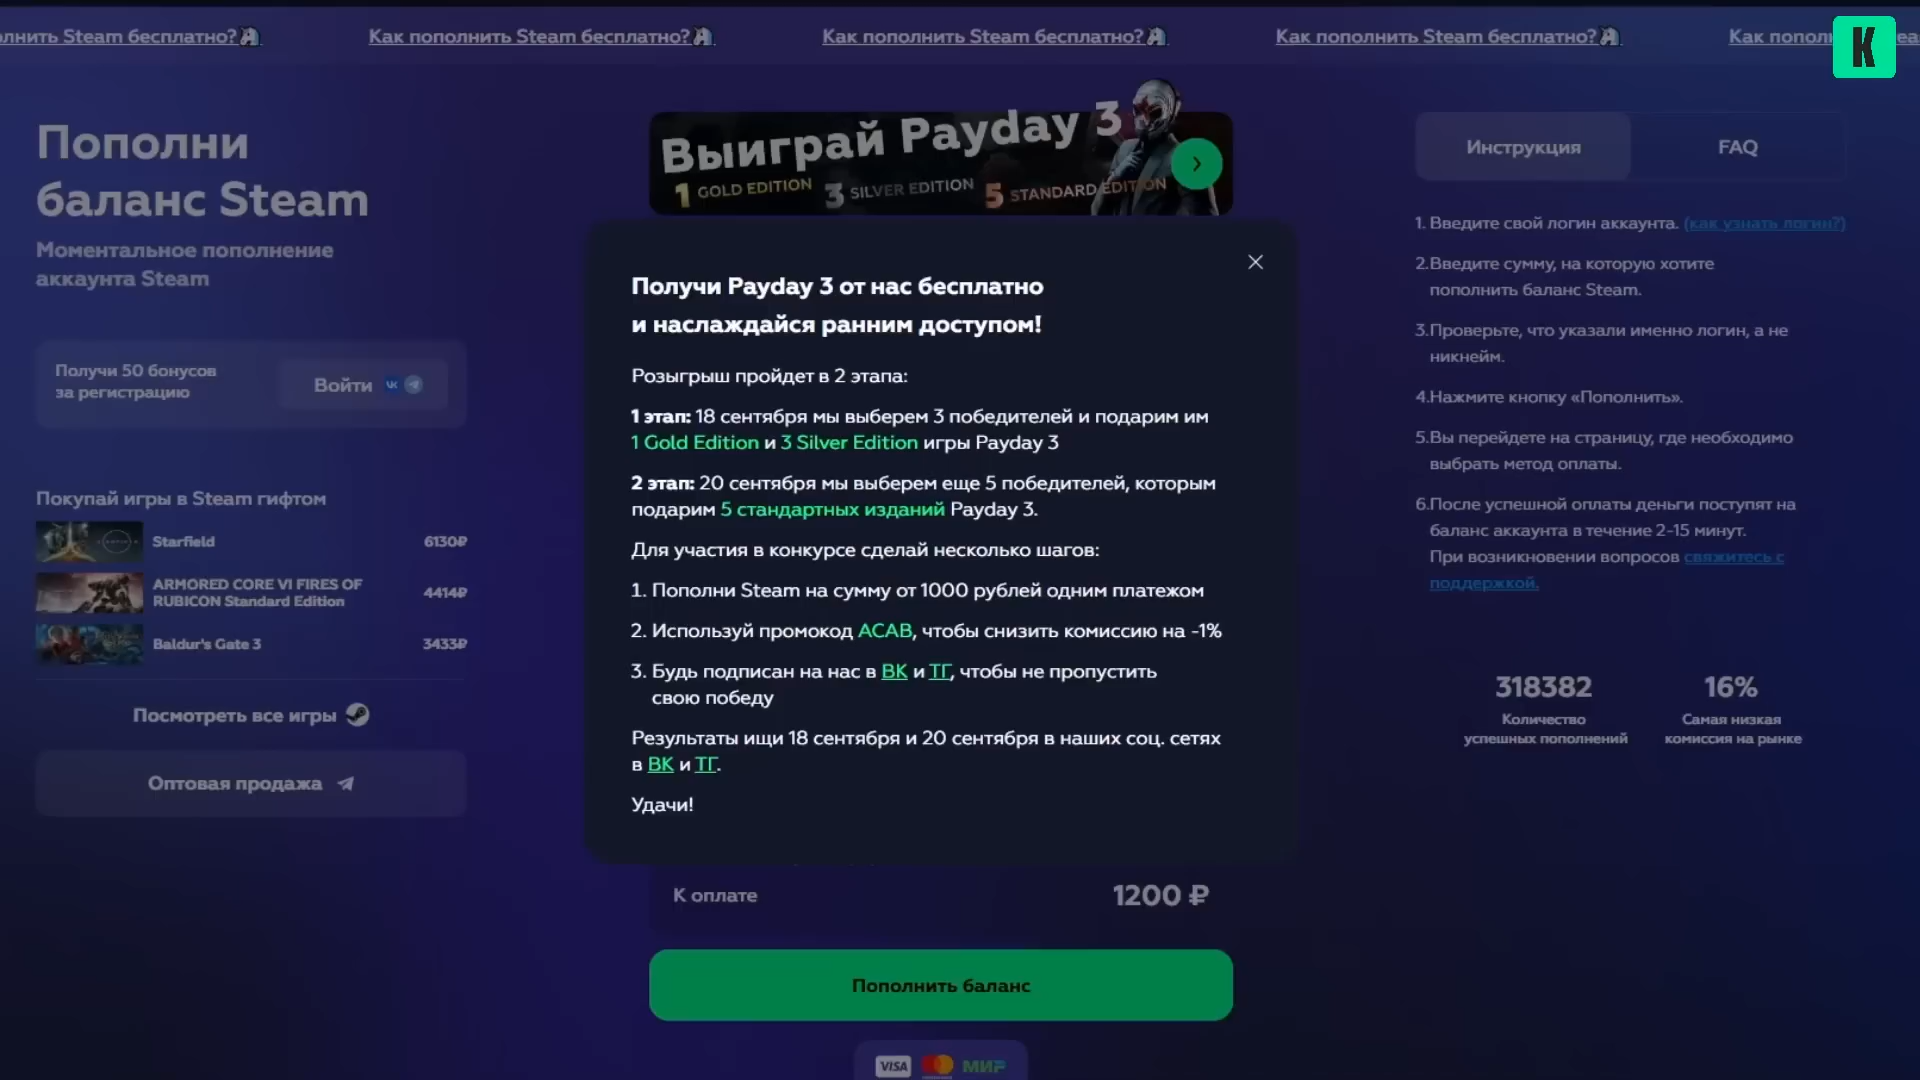 Как пополнить Steam бесплатно?
Как пополнить Steam бесплатно?
Как пополнить Steam бесплатно?
K
Пополни
баланс Steam
Моментальное пополнение
аккаунта Steam
Получи 50 бонусов
за регистрацию
Войти
Покупай игры в Steam гифтом
Starfield
6130₽
ARMORED CORE VI FIRES OF
RUBICON Standard Edition
4414₽
Baldur's Gate 3
3433₽
Посмотреть все игры
Оптовая продажа
Выиграй Payday 3
1 GOLD EDITION 3 SILVER EDITION 5 STANDARD EDITION
Получи Payday 3 от нас бесплатно
и наслаждайся ранним доступом!
Розыгрыш пройдет в 2 этапа:
1 этап: 18 сентября мы выберем 3 победителей и подарим им
1 Gold Edition и 3 Silver Edition игры Payday 3
2 этап: 20 сентября мы выберем еще 5 победителей, которым
подарим 5 стандартных изданий Payday 3.
Для участия в конкурсе сделай несколько шагов:
1. Пополни Steam на сумму от 1000 рублей одним платежом
2. Используй промокод ACAB, чтобы снизить комиссию на -1%
3. Будь подписан на нас в ВК и ТГ, чтобы не пропустить
свою победу
Результаты ищи 18 сентября и 20 сентября в наших соц. сетях
в ВК и ТГ.
Удачи!
К оплате
1200 ₽
Пополнить баланс
VISA
МИР
Инструкция
FAQ
1. Введите свой логин аккаунта. (как узнать логин?)
2.Введите сумму, на которую хотите
пополнить баланс Steam.
3.Проверьте, что указали именно логин, а не
никнейм.
4.Нажмите кнопку «Пополнить».
5.Вы перейдете на страницу, где необходимо
выбрать метод оплаты.
6.После успешной оплаты деньги поступят на
баланс аккаунта в течение 2-15 минут.
При возникновении вопросов свяжитесь с
поддержкой.
318382
Количество
успешных пополнений
16%
Самая низкая
комиссия на рынке